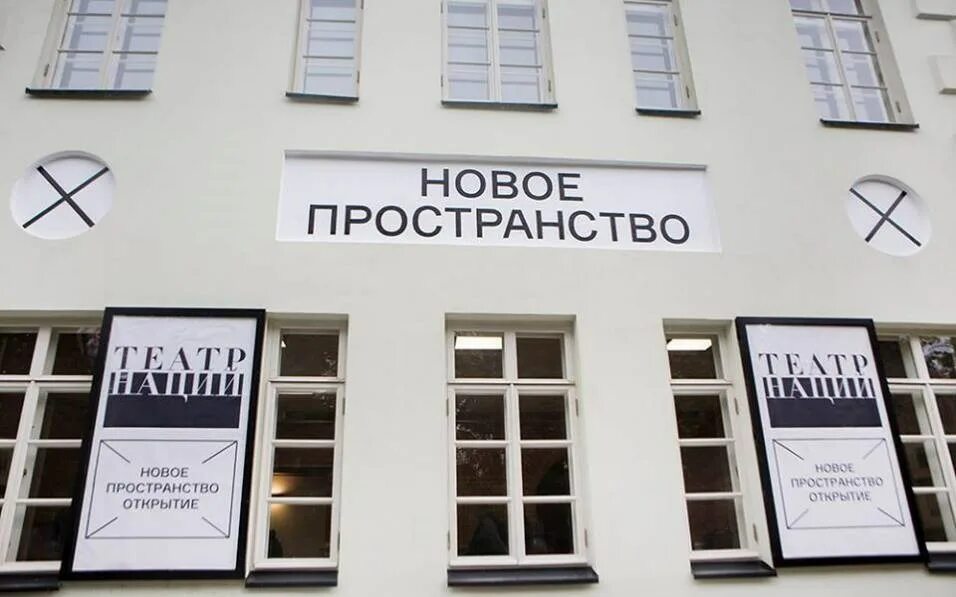 НОВОЕ
ПРОСТРАНСТВО
ТЕАТР
НАЦИЙ
НОВОЕ
ПРОСТРАНСТВО
ОТКРЫТИЕ
ТЕАТР
НАЦИЙ
НОВОЕ
ПРОСТРАНСТВО
ОТКРЫТИЕ